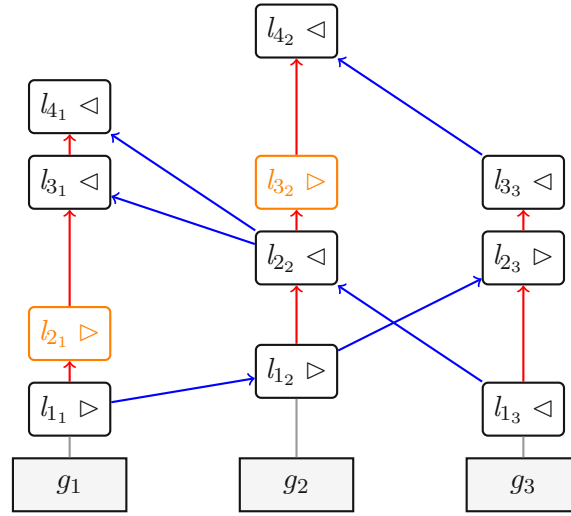 l₄₂ ◁
l₄₁ ◁
l₃₁ ◁
l₃₂ ▷
l₃₃ ◁
l₂₂ ◁
l₂₃ ▷
l₂₁ ▷
l₁₂ ▷
l₁₁ ▷
l₁₃ ◁
g₁
g₂
g₃